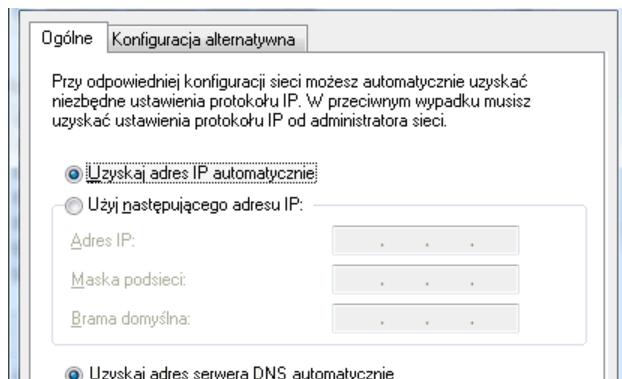 Ogólne
Konfiguracja alternatywna
Przy odpowiedniej konfiguracji sieci możesz automatycznie uzyskać
niezbędne ustawienia protokołu IP. W przeciwnym wypadku musisz
uzyskać ustawienia protokołu IP od administratora sieci.
Uzyskaj adres IP automatycznie
Użyj następującego adresu IP:
Adres IP:
Maska podsieci:
Brama domyślna:
Uzyskaj adres serwera DNS automatycznie